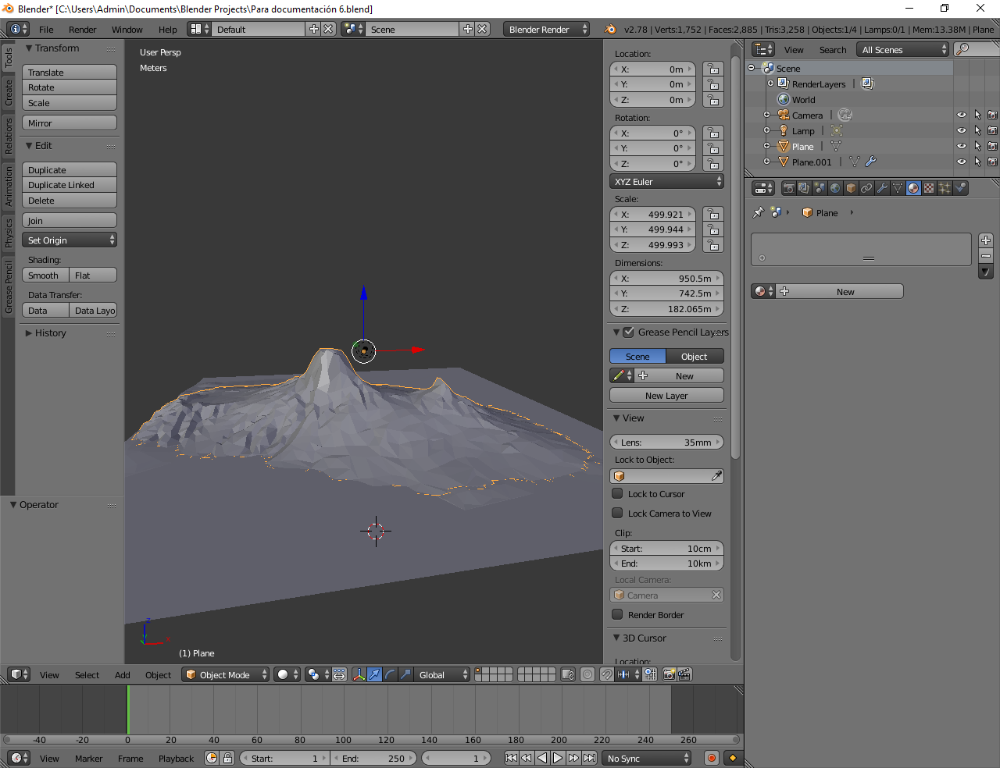 Blender* [C:\Users\Admin\Documents\Blender Projects\Para documentación 6.blend]
File Render Window Help Default Scene Blender Render v2.78 | Verts:1,752 | Faces:2,885 | Tris:3,258 | Objects:1/4 | Lamps:0/1 | Mem:13.38M | Plane
Tools
Create
Relations
Animation
Physics
Grease Pencil
Transform
Translate
Rotate
Scale
Mirror
Edit
Duplicate
Duplicate Linked
Delete
Join
Set Origin
Shading:
Smooth Flat
Data Transfer:
Data Data Layo
History
Operator
User Persp
Meters
z
x
y
(1) Plane
Location:
X: 0m
Y: 0m
Z: 0m
Rotation:
X: 0°
Y: 0°
Z: 0°
XYZ Euler
Scale:
X: 499.921
Y: 499.944
Z: 499.993
Dimensions:
X: 950.5m
Y: 742.5m
Z: 182.065m
Grease Pencil Layers
Scene Object
New
New Layer
View
Lens: 35mm
Lock to Object:
Lock to Cursor
Lock Camera to View
Clip:
Start: 10cm
End: 10km
Local Camera:
Camera
Render Border
3D Cursor
Location:
View Select Add Object Object Mode Global
View Search All Scenes
Scene
RenderLayers |
World
Camera |
Lamp |
Plane |
Plane.001 |
Plane
New
-40 -20 0 20 40 60 80 100 120 140 160 180 200 220 240 260
View Marker Frame Playback Start: 1 End: 250 1 No Sync